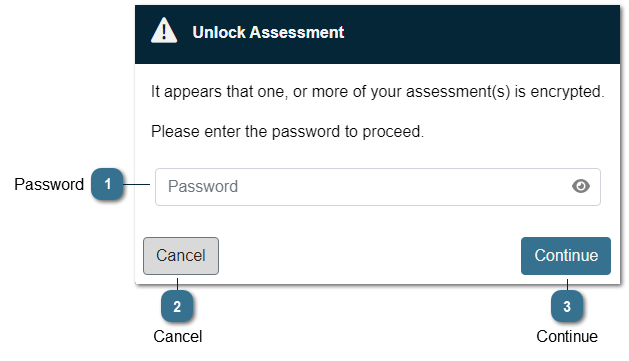 Unlock Assessment
It appears that one, or more of your assessment(s) is encrypted.
Please enter the password to proceed.
Password 1 Password
Cancel Continue
2 3
Cancel Continue